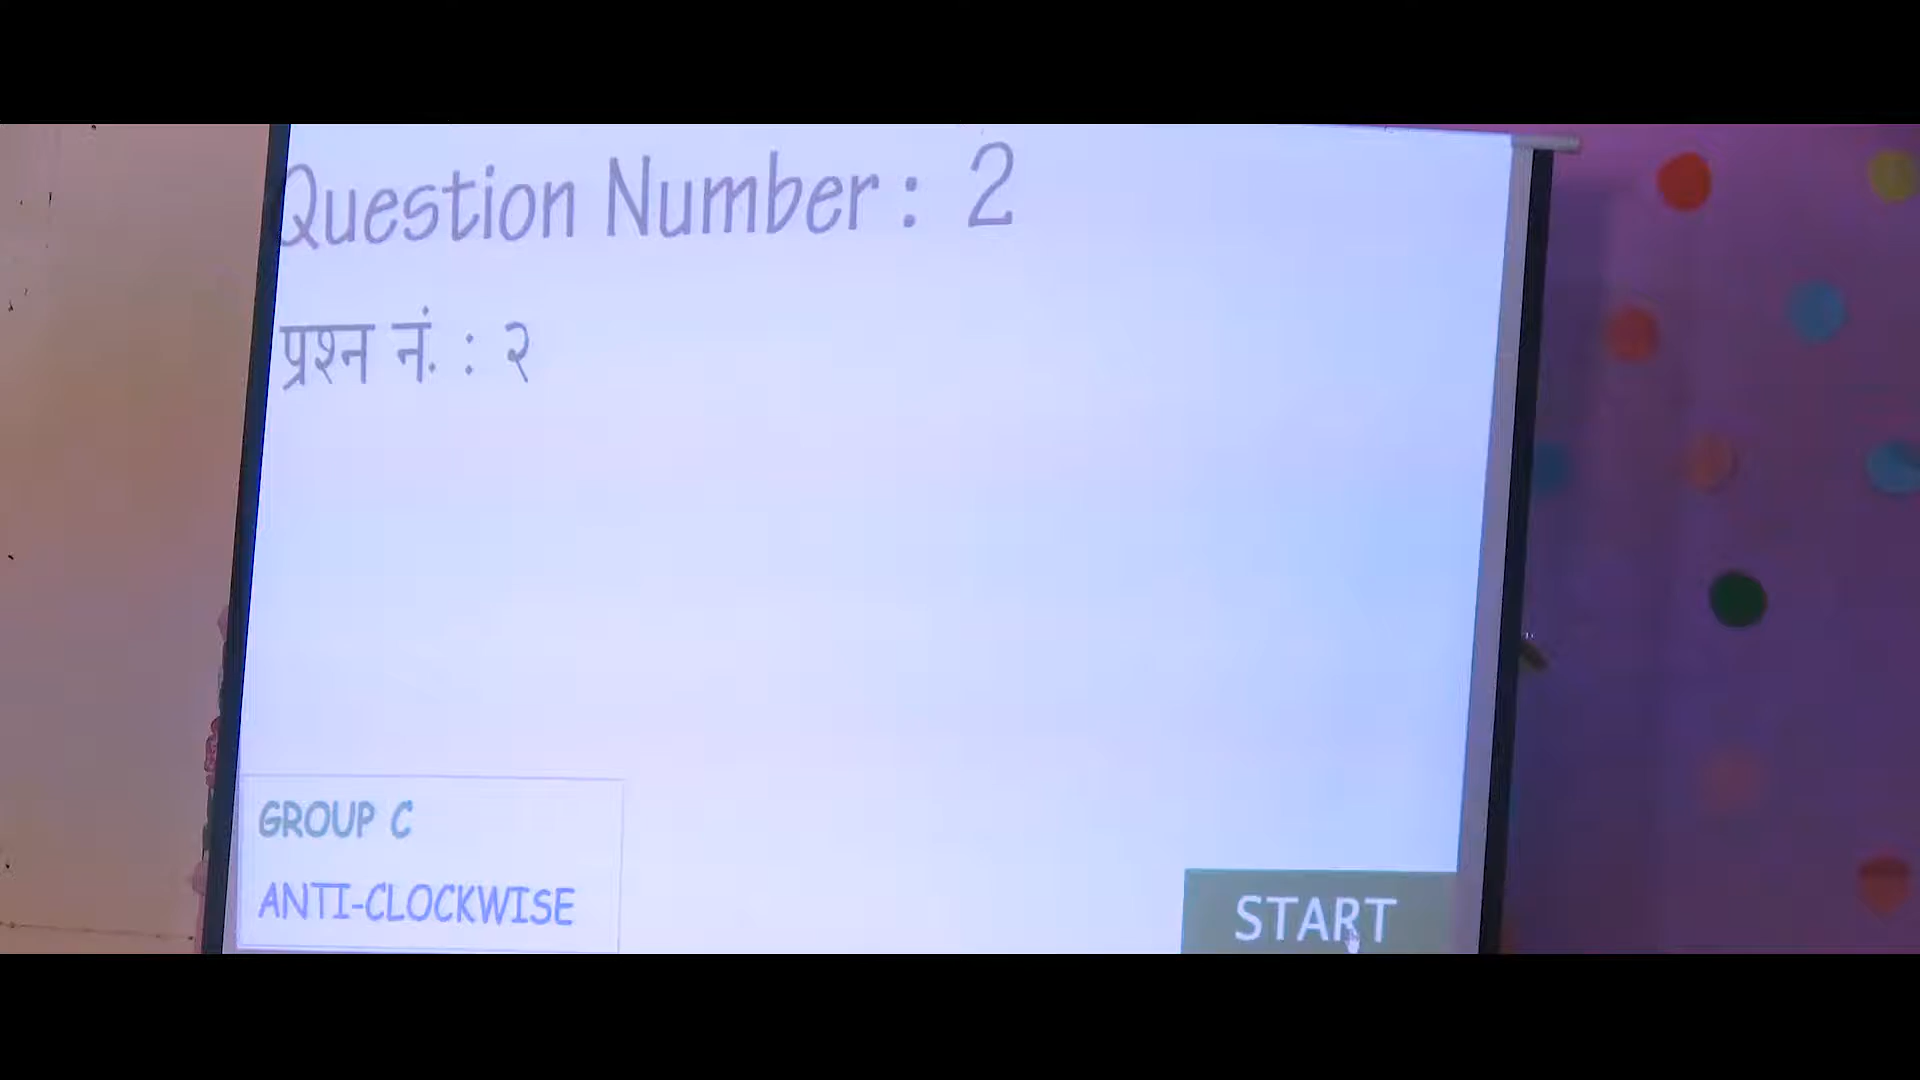 Question Number : 2
प्रश्न नं. : २
GROUP C
ANTI-CLOCKWISE
START